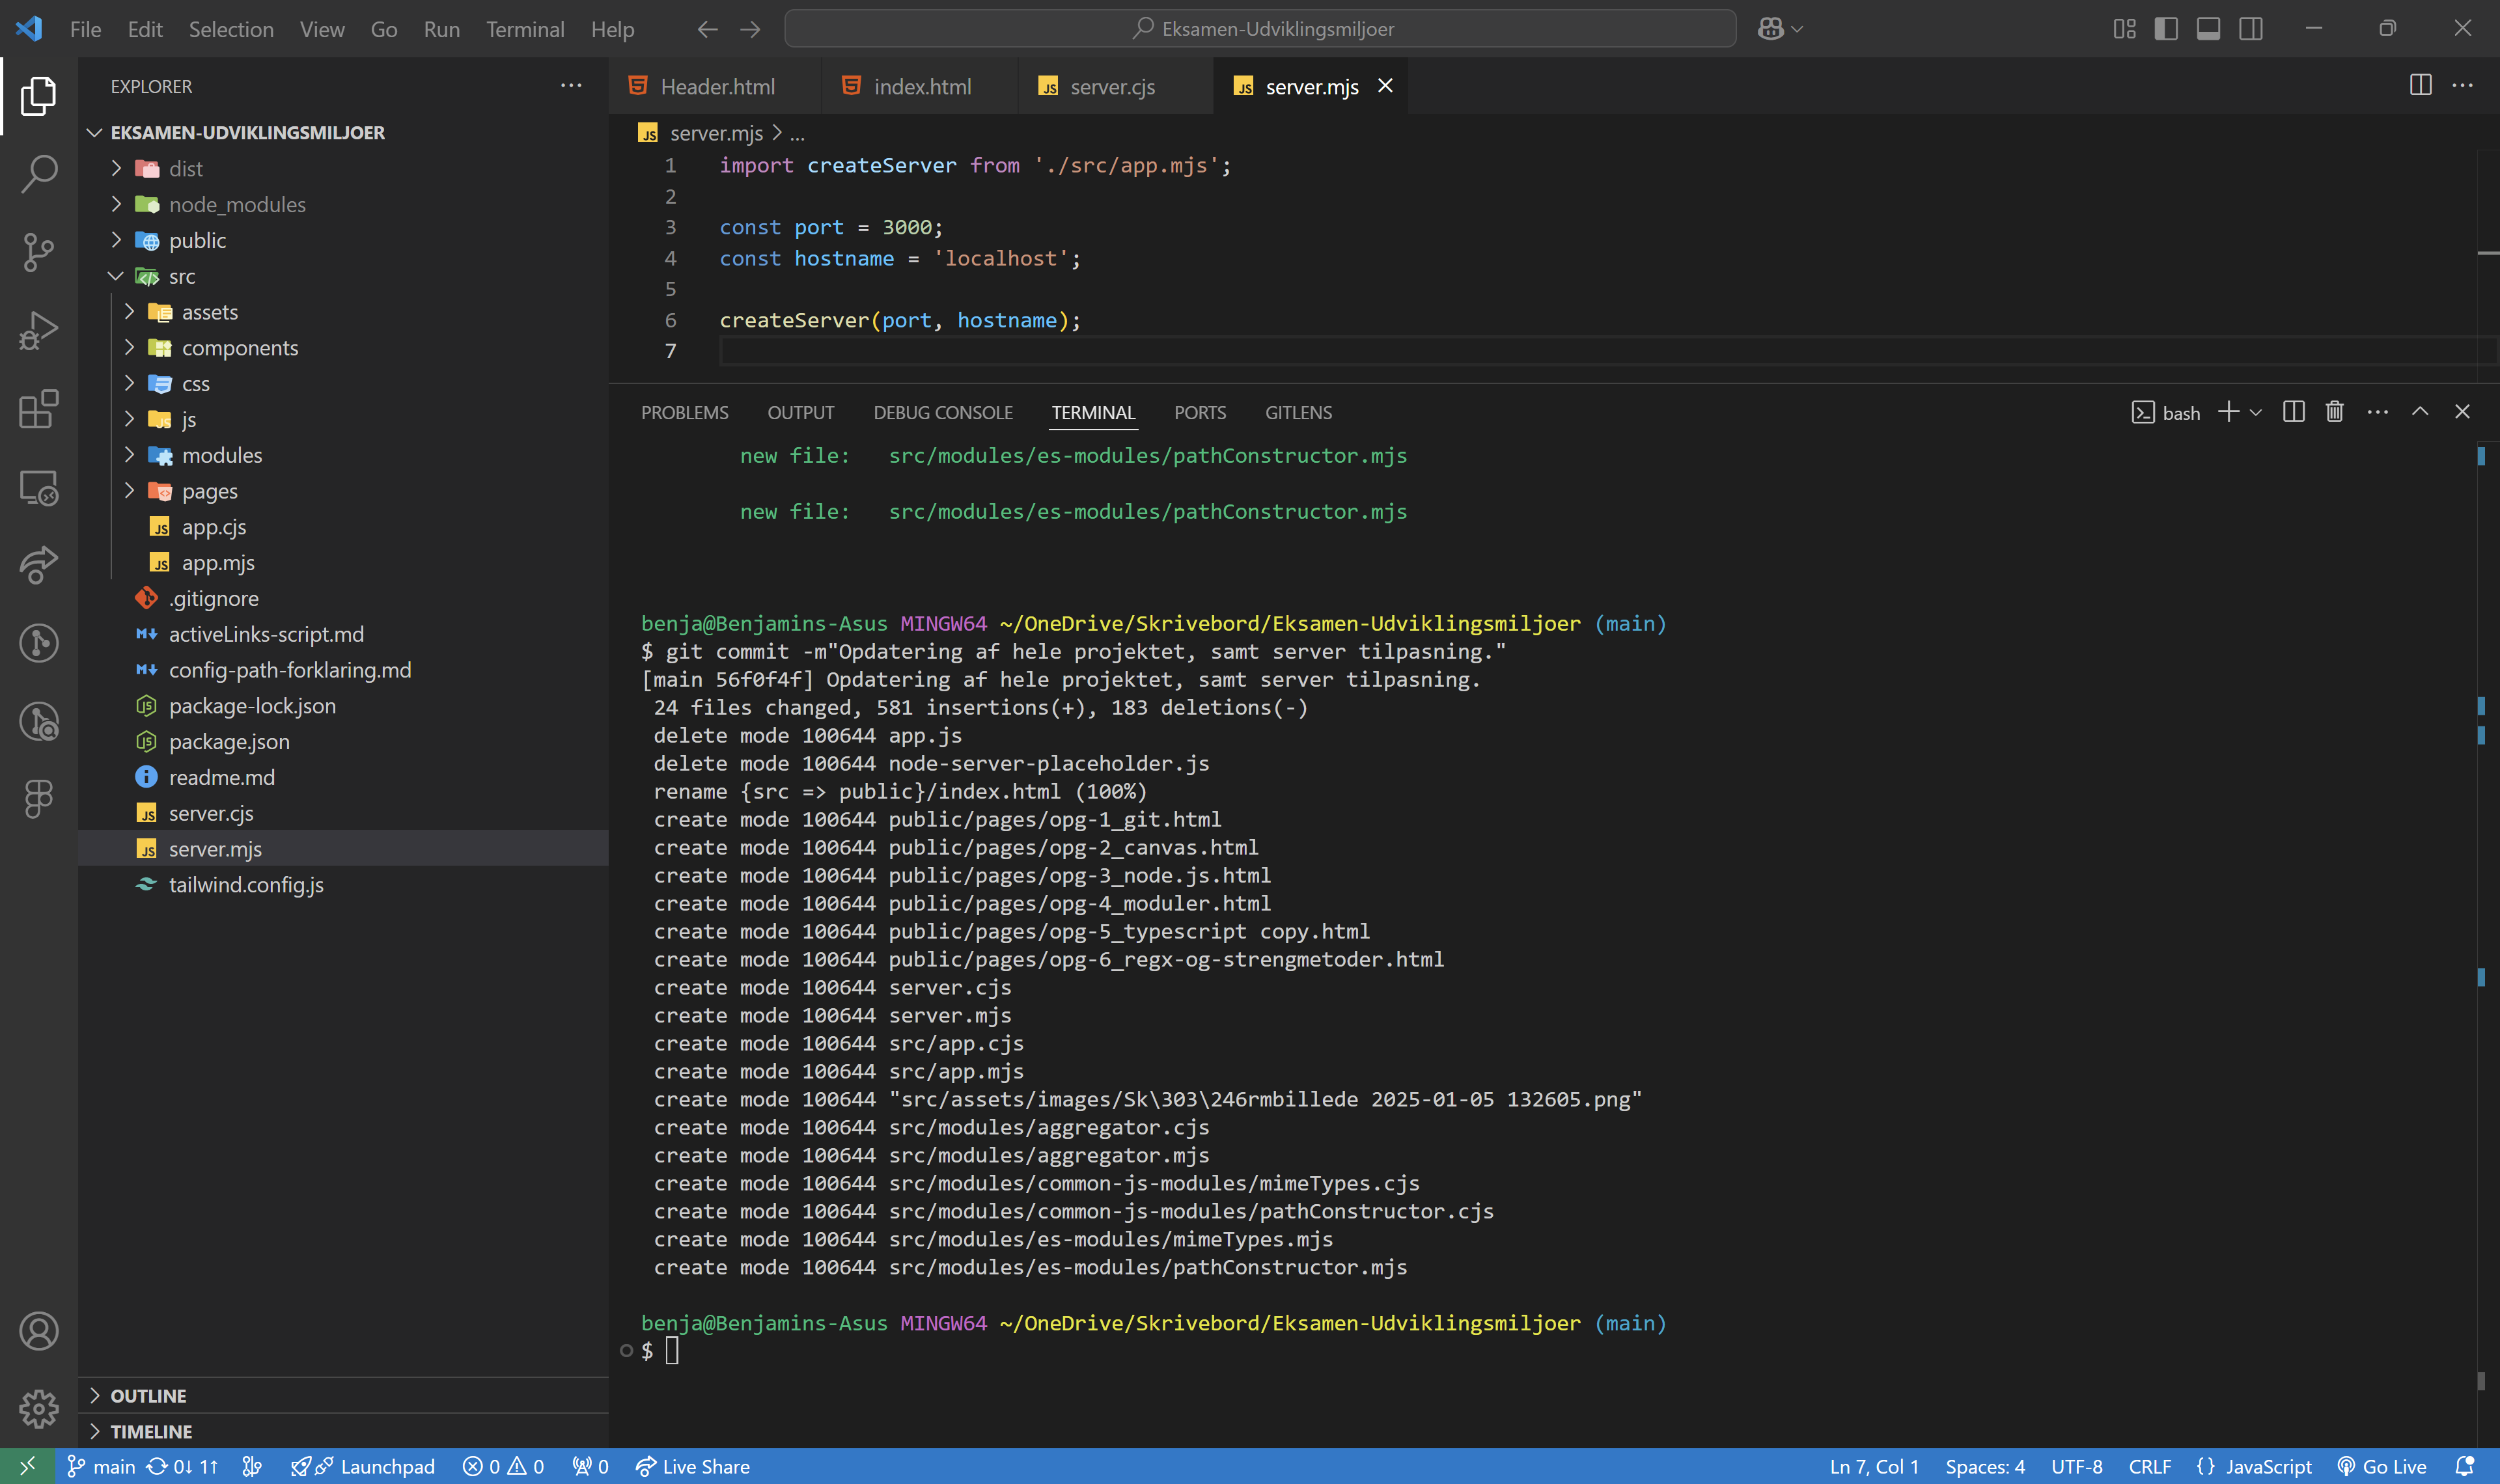 File Edit Selection View Go Run Terminal Help
Eksamen-Udviklingsmiljoer
EXPLORER
EKSAMEN-UDVIKLINGSMILJOER
dist
node_modules
public
src
assets
components
css
js
modules
pages
app.cjs
app.mjs
.gitignore
activeLinks-script.md
config-path-forklaring.md
package-lock.json
package.json
readme.md
server.cjs
server.mjs
tailwind.config.js
OUTLINE
TIMELINE
Header.html index.html server.cjs server.mjs
server.mjs > ...
1 import createServer from './src/app.mjs';
2
3 const port = 3000;
4 const hostname = 'localhost';
5
6 createServer(port, hostname);
7
PROBLEMS OUTPUT DEBUG CONSOLE TERMINAL PORTS GITLENS
bash
new file: src/modules/es-modules/pathConstructor.mjs
new file: src/modules/es-modules/pathConstructor.mjs
benja@Benjamins-Asus MINGW64 ~/OneDrive/Skrivebord/Eksamen-Udviklingsmiljoer (main)
$ git commit -m"Opdatering af hele projektet, samt server tilpasning."
[main 56f0f4f] Opdatering af hele projektet, samt server tilpasning.
24 files changed, 581 insertions(+), 183 deletions(-)
delete mode 100644 app.js
delete mode 100644 node-server-placeholder.js
rename {src => public}/index.html (100%)
create mode 100644 public/pages/opg-1_git.html
create mode 100644 public/pages/opg-2_canvas.html
create mode 100644 public/pages/opg-3_node.js.html
create mode 100644 public/pages/opg-4_moduler.html
create mode 100644 public/pages/opg-5_typescript copy.html
create mode 100644 public/pages/opg-6_regx-og-strengmetoder.html
create mode 100644 server.cjs
create mode 100644 server.mjs
create mode 100644 src/app.cjs
create mode 100644 src/app.mjs
create mode 100644 "src/assets/images/Sk\303\246rmbillede 2025-01-05 132605.png"
create mode 100644 src/modules/aggregator.cjs
create mode 100644 src/modules/aggregator.mjs
create mode 100644 src/modules/common-js-modules/mimeTypes.cjs
create mode 100644 src/modules/common-js-modules/pathConstructor.cjs
create mode 100644 src/modules/es-modules/mimeTypes.mjs
create mode 100644 src/modules/es-modules/pathConstructor.mjs
benja@Benjamins-Asus MINGW64 ~/OneDrive/Skrivebord/Eksamen-Udviklingsmiljoer (main)
$
main 0↓ 1↑ Launchpad 0 0 0 Live Share Ln 7, Col 1 Spaces: 4 UTF-8 CRLF {} JavaScript Go Live